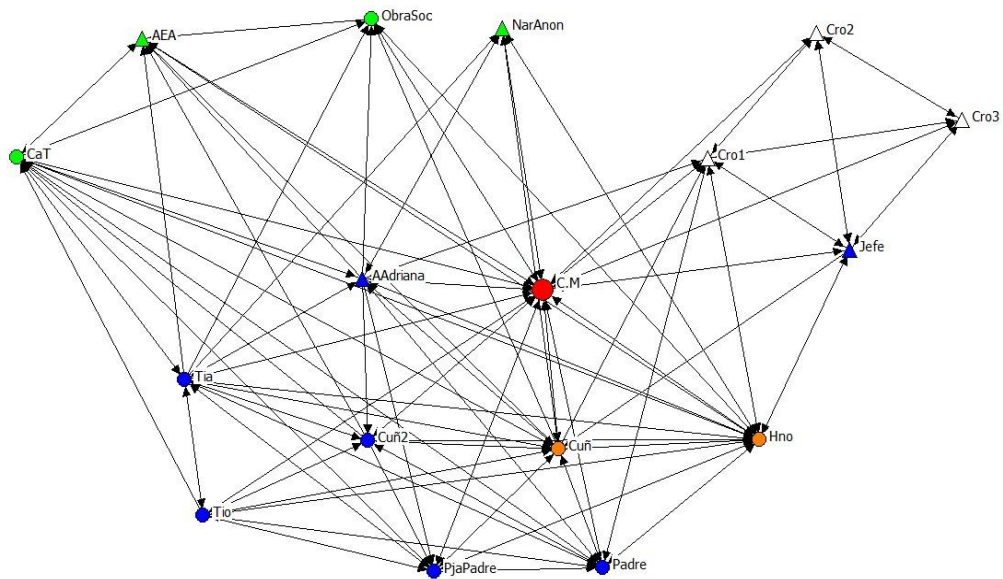 ObraSoc
NarAnon
AEA
Cro2
Cro3
CaT
Cro1
Jefe
AAdriana
C.M
Tia
Cuñ2
Cuñ
Hno
Tio
PjaPadre
Padre